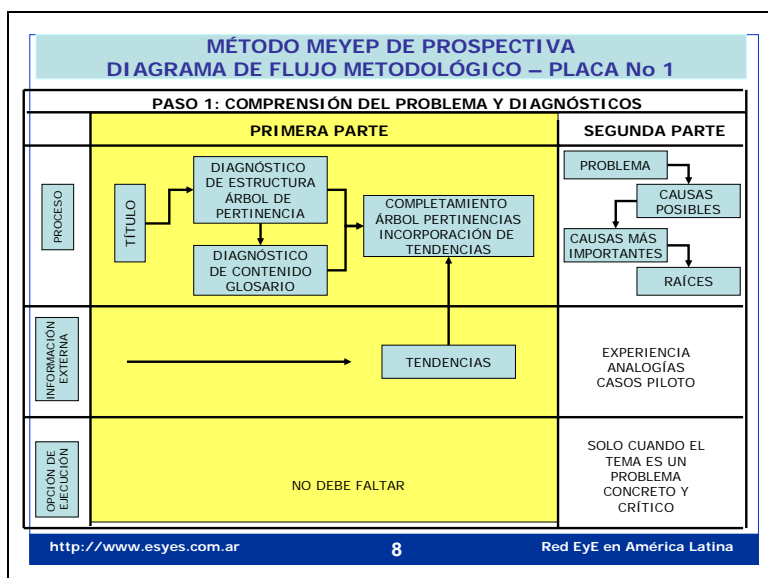 MÉTODO MEYEP DE PROSPECTIVA
DIAGRAMA DE FLUJO METODOLÓGICO – PLACA No 1
PASO 1: COMPRENSIÓN DEL PROBLEMA Y DIAGNÓSTICOS
PRIMERA PARTE
SEGUNDA PARTE
PROCESO
TÍTULO
DIAGNÓSTICO
DE ESTRUCTURA
ÁRBOL DE
PERTINENCIA
DIAGNÓSTICO
DE CONTENIDO
GLOSARIO
COMPLETAMIENTO
ÁRBOL PERTINENCIAS
INCORPORACIÓN DE
TENDENCIAS
PROBLEMA
CAUSAS
POSIBLES
CAUSAS MÁS
IMPORTANTES
RAÍCES
INFORMACIÓN
EXTERNA
TENDENCIAS
EXPERIENCIA
ANALOGÍAS
CASOS PILOTO
OPCIÓN DE
EJECUCIÓN
NO DEBE FALTAR
SOLO CUANDO EL
TEMA ES UN
PROBLEMA
CONCRETO Y
CRÍTICO
http://www.esyes.com.ar
8
Red EyE en América Latina